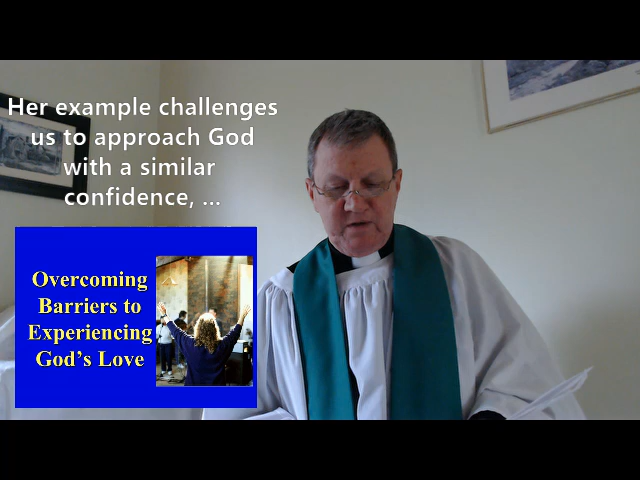 Her example challenges
us to approach God
with a similar
confidence, ...
Overcoming
Barriers to
Experiencing
God's Love